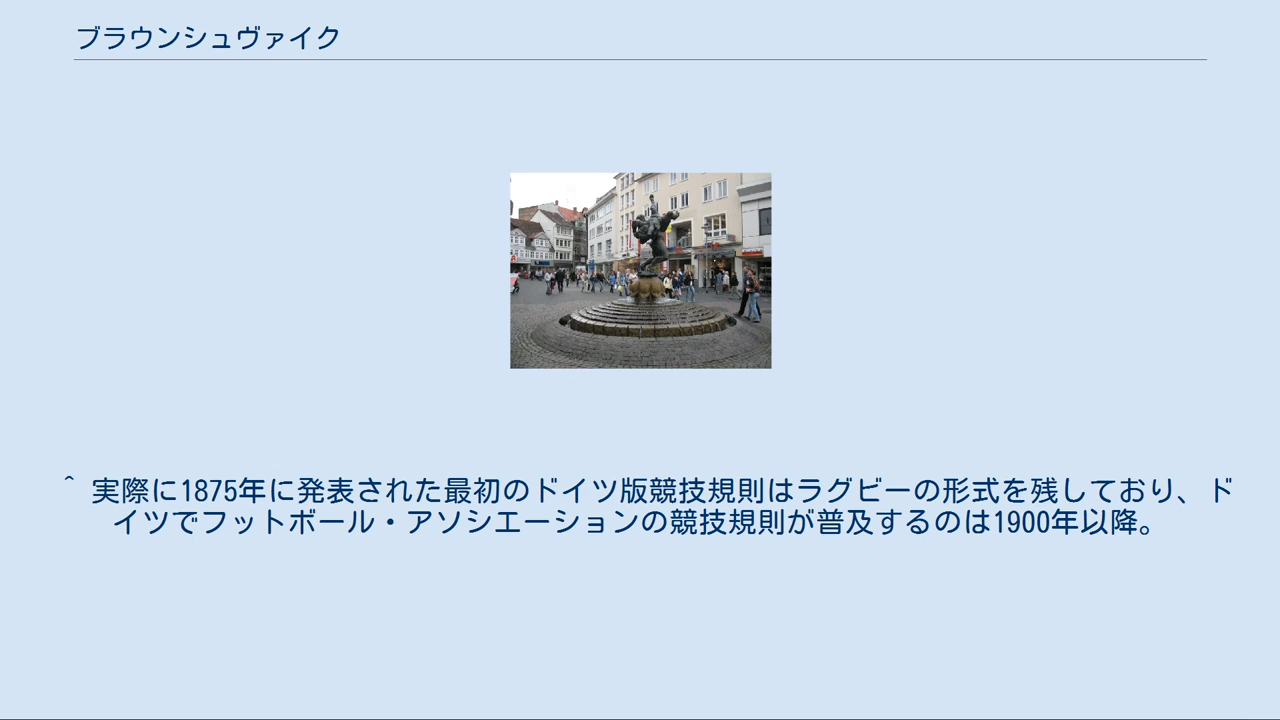 ブラウンシュヴァイク
^ 実際に1875年に発表された最初のドイツ版競技規則はラグビーの形式を残しており、ド
イツでフットボール・アソシエーションの競技規則が普及するのは1900年以降。